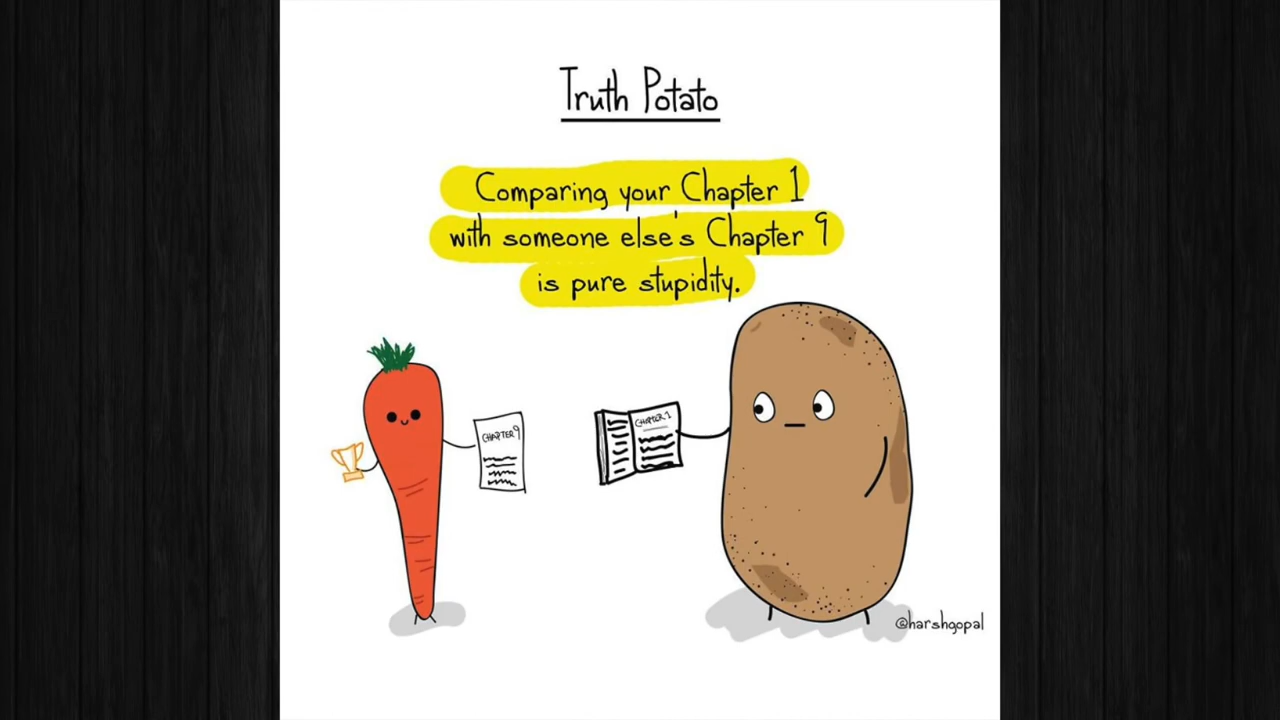 Truth Potato
Comparing your Chapter 1
with someone else's Chapter 9
is pure stupidity.
CHAPTER 9
CHAPTER 1
@harshgopal